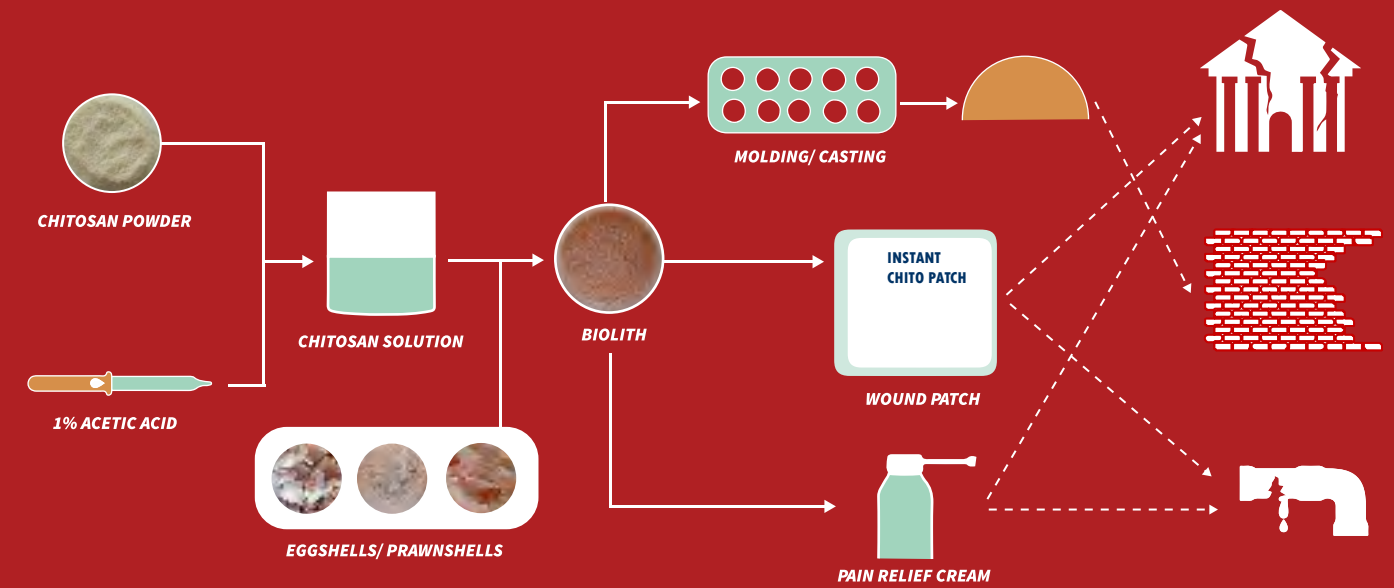 CHITOSAN POWDER
1% ACETIC ACID
CHITOSAN SOLUTION
EGGSHELLS/ PRAWNSHELLS
BIOLITH
MOLDING/ CASTING
INSTANT
CHITO PATCH
WOUND PATCH
PAIN RELIEF CREAM